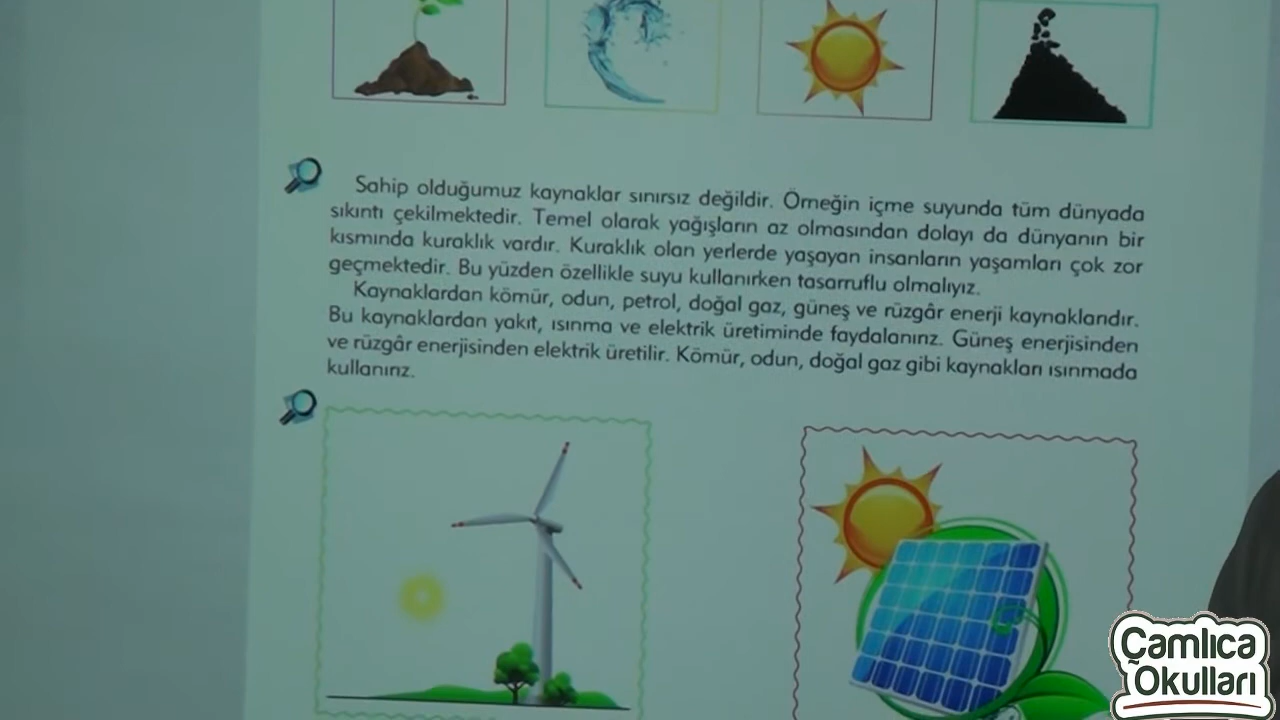 Sahip olduğumuz kaynaklar sınırsız değildir. Örneğin içme suyunda tüm dünyada
sıkıntı çekilmektedir. Temel olarak yağışların az olmasından dolayı da dünyanın bir
kısmında kuraklık vardır. Kuraklık olan yerlerde yaşayan insanların yaşamları çok zor
geçmektedir. Bu yüzden özellikle suyu kullanırken tasarruflu olmalıyız.
Kaynaklardan kömür, odun, petrol, doğal gaz, güneş ve rüzgâr enerji kaynaklarıdır.
Bu kaynaklardan yakıt, ısınma ve elektrik üretiminde faydalanırız. Güneş enerjisinden
ve rüzgâr enerjisinden elektrik üretilir. Kömür, odun, doğal gaz gibi kaynakları ısınmada
kullanırız.
Çamlıca
Okulları